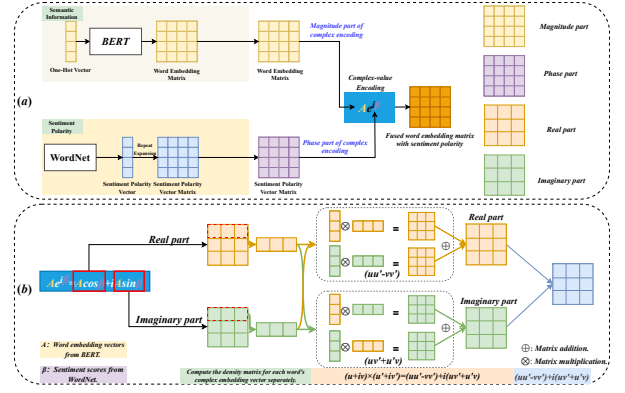 Semantic
Information
BERT
One-Hot Vector
Word Embedding
Matrix
Word Embedding
Matrix
Magnitude part of
complex encoding
Complex-value
Encoding
Fused word embedding matrix
with sentiment polarity
(a)
Sentiment
Polarity
WordNet
Repeat
Expansion
Sentiment Polarity
Vector
Sentiment Polarity
Vector Matrix
Sentiment Polarity
Vector Matrix
Phase part of complex
encoding
Magnitude part
Phase part
Real part
Imaginary part
(b)
Real part
Imaginary part
A: Word embedding vectors
from BERT.
β: Sentiment scores from
WordNet.
Compute the density matrix for each word's
complex embedding vector separately.
(uu'-vv')
(uv'+u'v)
(u+iv)×(u'+iv')=(uu'-vv')+i(uv'+u'v)
Real part
Imaginary part
⊕: Matrix addition.
⊗: Matrix multiplication.
(uu'-vv')+i(uv'+u'v)